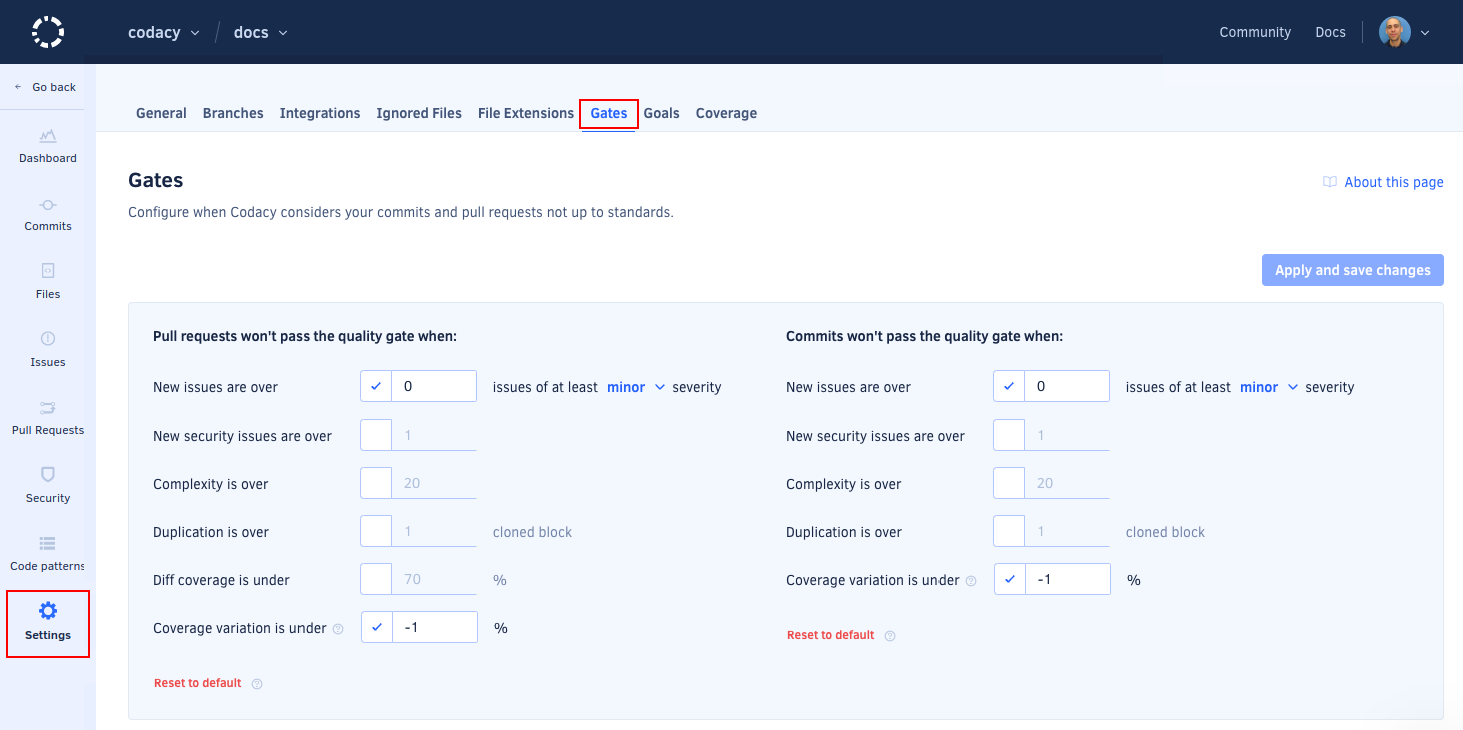 codacy / docs
Community Docs
Go back
Dashboard
Commits
Files
Issues
Pull Requests
Security
Code patterns
Settings
General Branches Integrations Ignored Files File Extensions Gates Goals Coverage
Gates
About this page
Configure when Codacy considers your commits and pull requests not up to standards.
Apply and save changes
Pull requests won't pass the quality gate when:
New issues are over 0 issues of at least minor severity
New security issues are over 1
Complexity is over 20
Duplication is over 1 cloned block
Diff coverage is under 70 %
Coverage variation is under ? -1 %
Reset to default ?
Commits won't pass the quality gate when:
New issues are over 0 issues of at least minor severity
New security issues are over 1
Complexity is over 20
Duplication is over 1 cloned block
Coverage variation is under ? -1 %
Reset to default ?